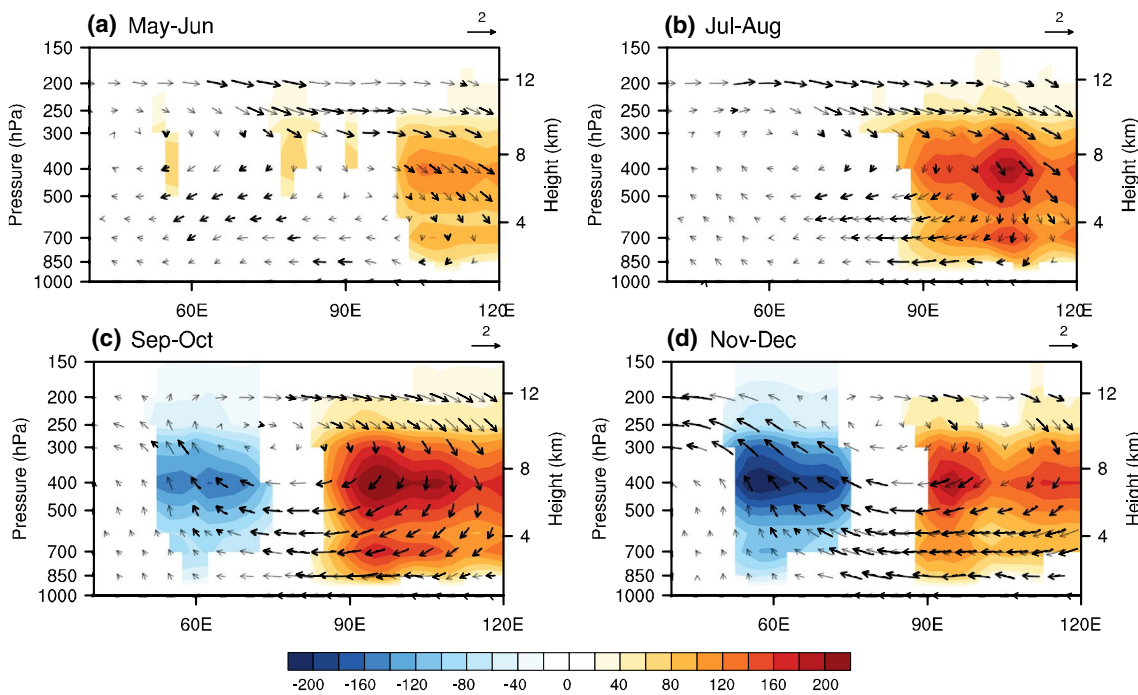 (a) May-Jun
2
(b) Jul-Aug
2
150
200
250
300
400
500
700
850
1000
Pressure (hPa)
12
8
4
Height (km)
60E
90E
120E
150
200
250
300
400
500
700
850
1000
Pressure (hPa)
12
8
4
Height (km)
60E
90E
120E
(c) Sep-Oct
2
(d) Nov-Dec
2
150
200
250
300
400
500
700
850
1000
Pressure (hPa)
12
8
4
Height (km)
60E
90E
120E
150
200
250
300
400
500
700
850
1000
Pressure (hPa)
12
8
4
Height (km)
60E
90E
120E
-200 -160 -120 -80 -40 0 40 80 120 160 200